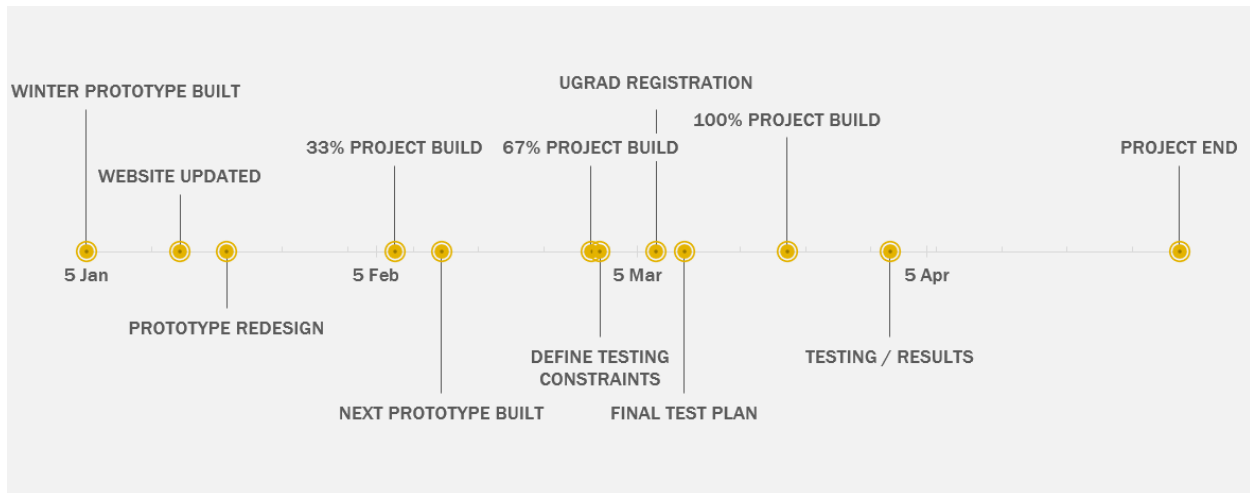 UGRAD REGISTRATION
WINTER PROTOTYPE BUILT
100% PROJECT BUILD
33% PROJECT BUILD
67% PROJECT BUILD
PROJECT END
WEBSITE UPDATED
5 Jan
5 Feb
5 Mar
5 Apr
PROTOTYPE REDESIGN
DEFINE TESTING
CONSTRAINTS
TESTING / RESULTS
NEXT PROTOTYPE BUILT
FINAL TEST PLAN